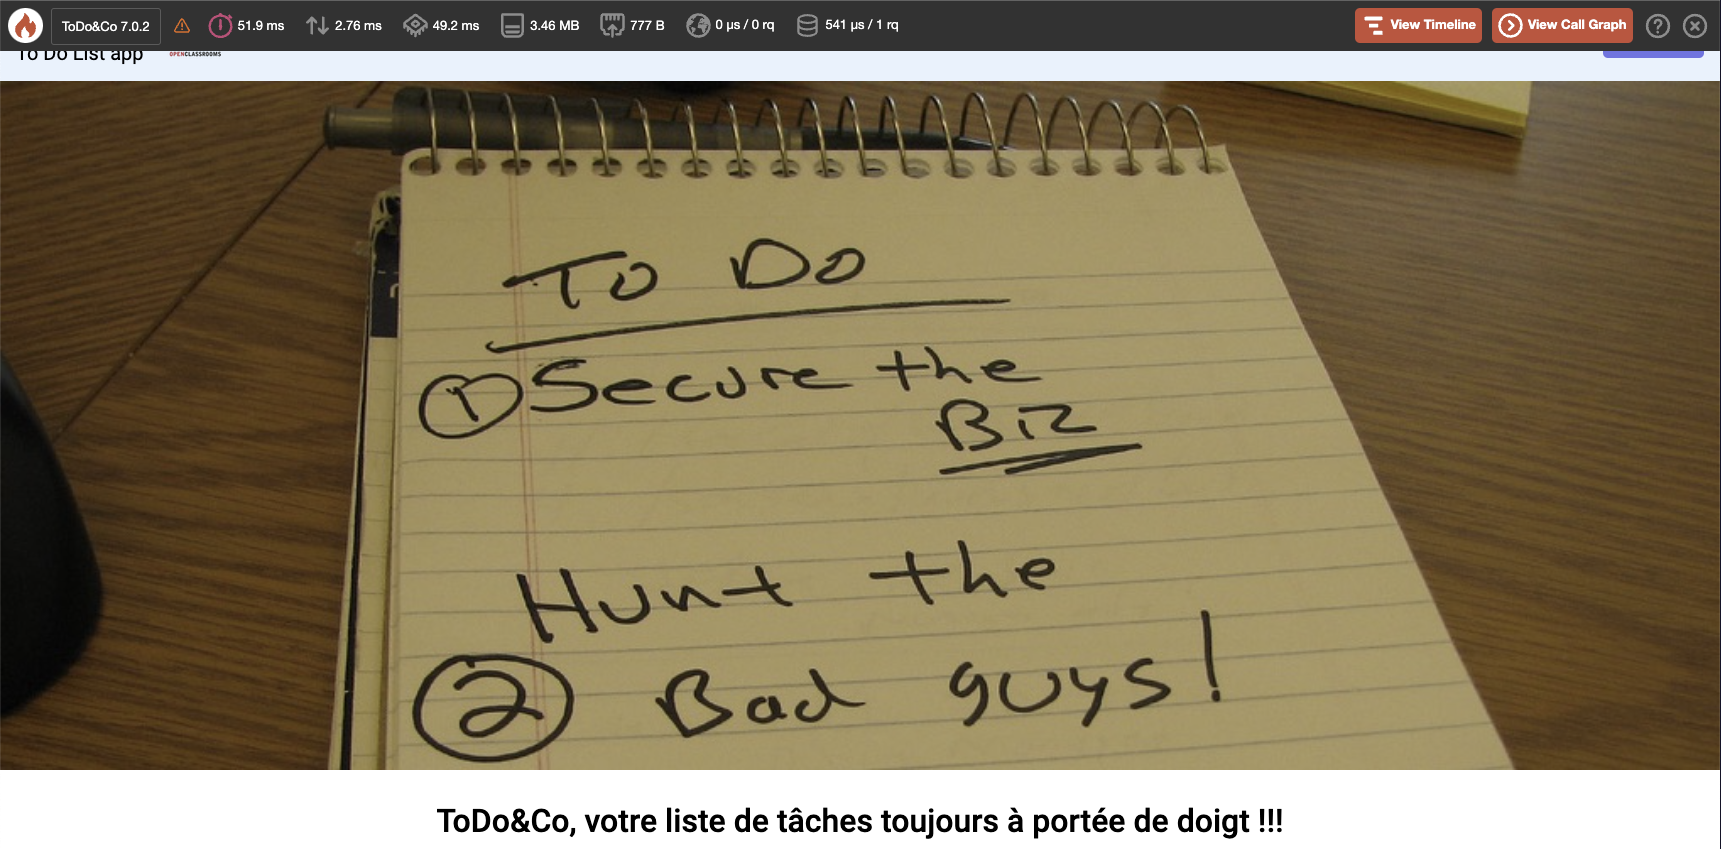 ToDo&Co 7.0.2 51.9 ms 2.76 ms 49.2 ms 3.46 MB 777 B 0 µs / 0 rq 541 µs / 1 rq View Timeline View Call Graph ?
To Do List app OPENCLASSROOMS
To Do
1 Secure the
Biz
Hunt the
2 Bad guys!
ToDo&Co, votre liste de tâches toujours à portée de doigt !!!